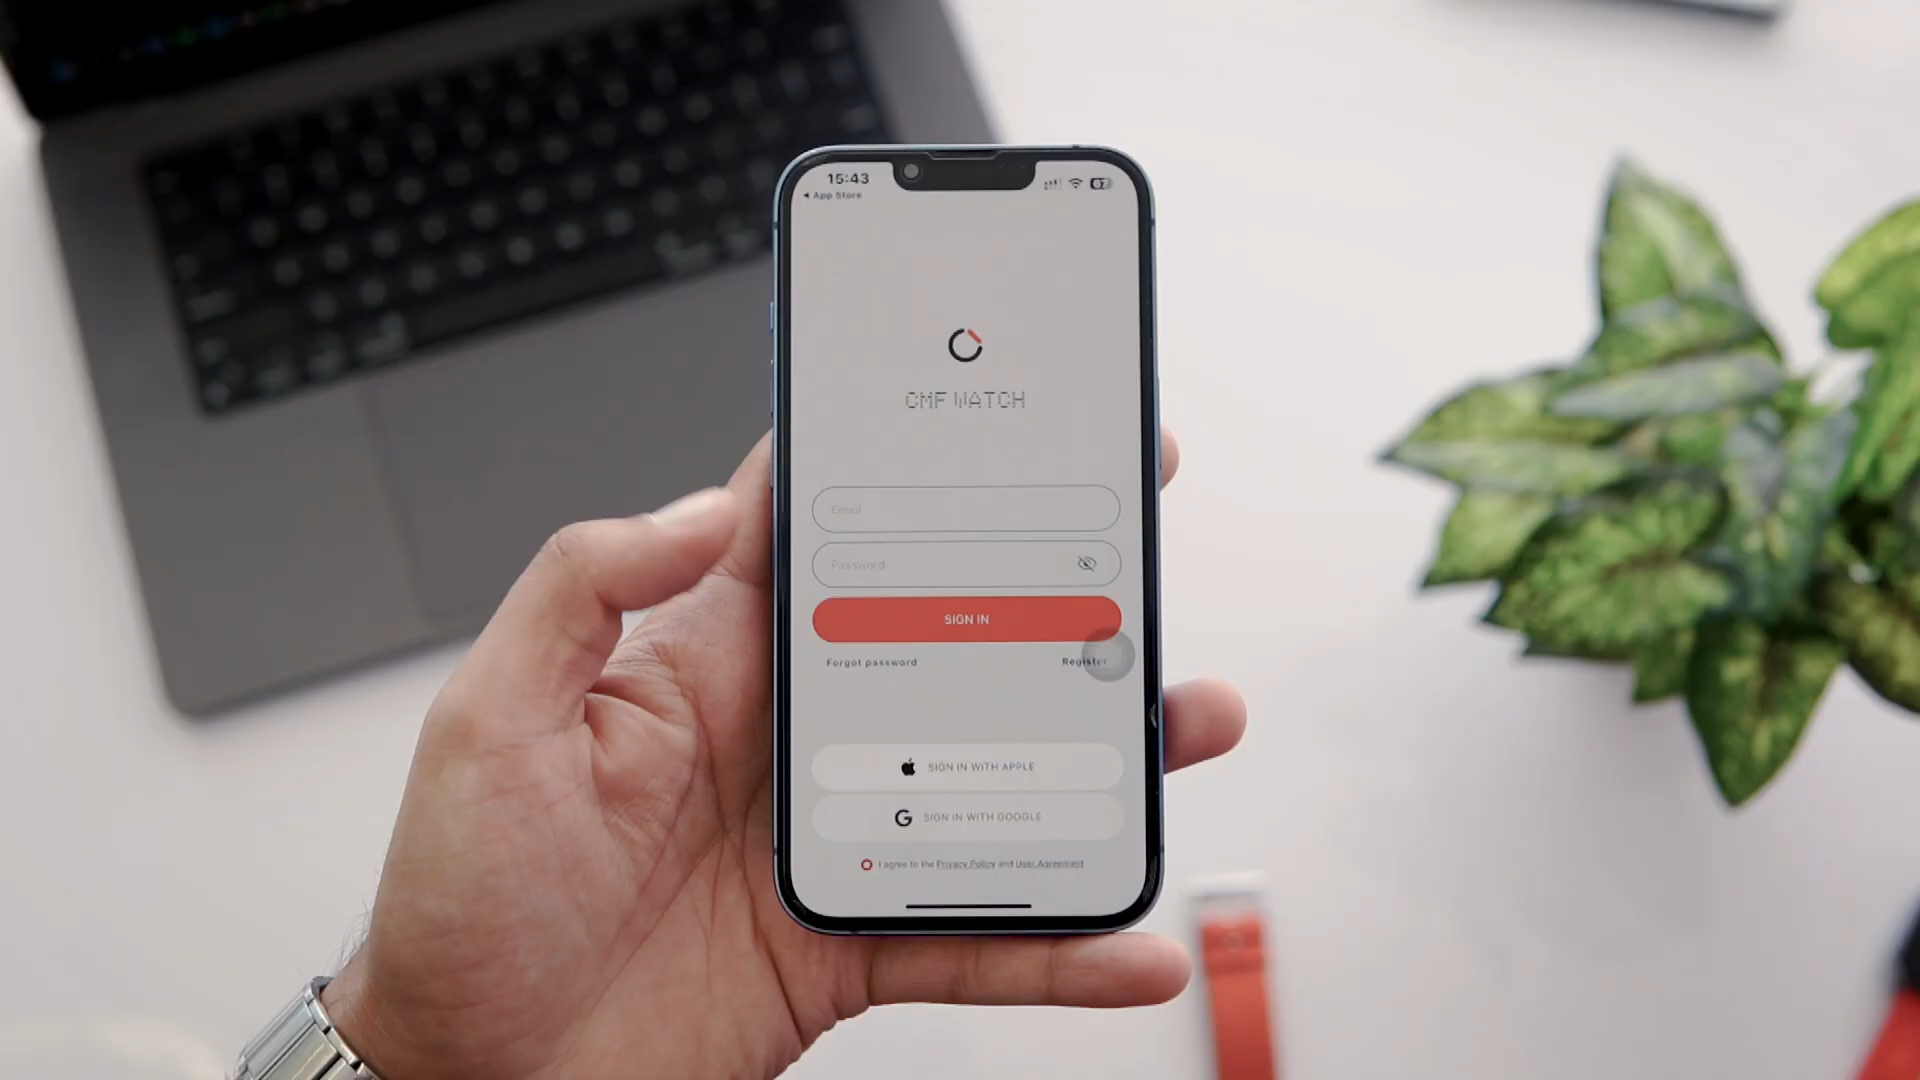 15:43
◂ App Store
67
CMF WATCH
Email
Password
SIGN IN
Forgot password
Register
SIGN IN WITH APPLE
G SIGN IN WITH GOOGLE
I agree to the Privacy Policy and User Agreement